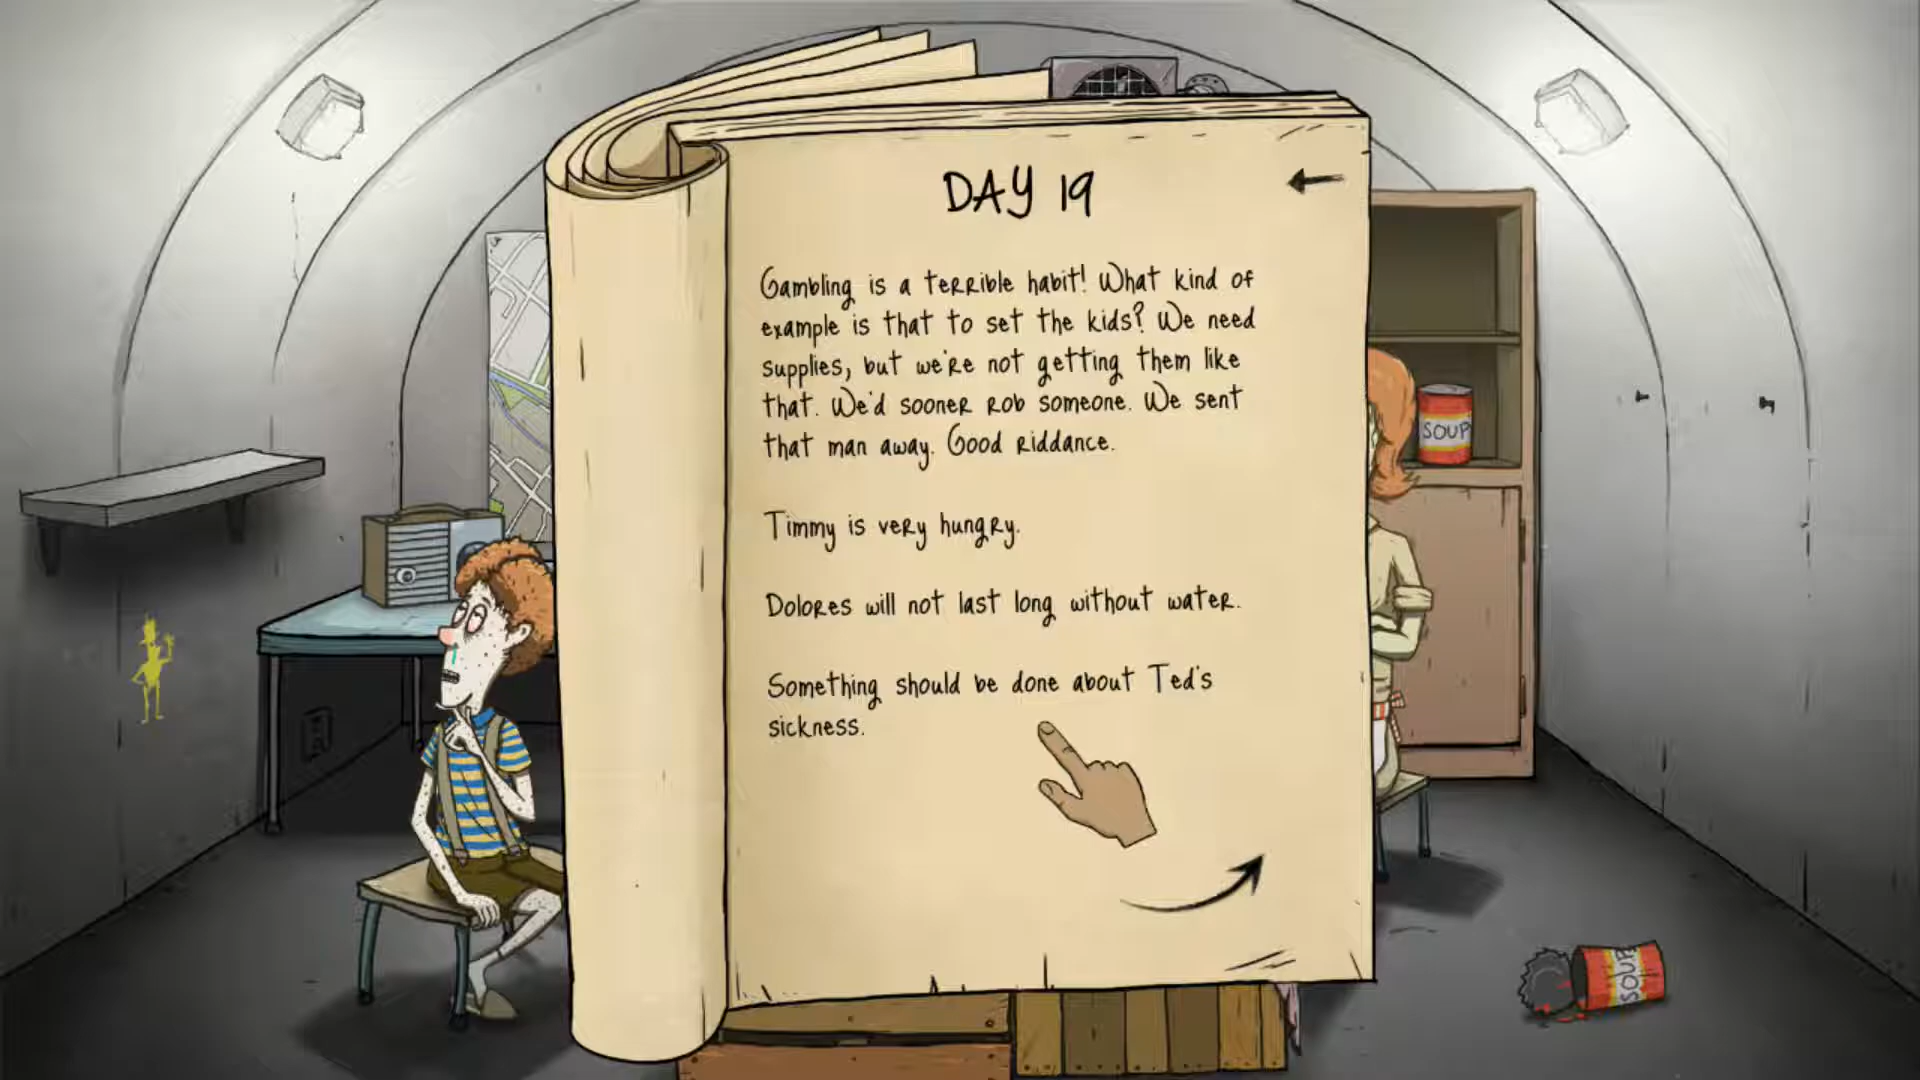 DAY 19
Gambling is a terrible habit! What kind of
example is that to set the kids? We need
supplies, but we're not getting them like
that. We'd sooner rob someone. We sent
that man away. Good riddance.
Timmy is very hungry.
Dolores will not last long without water.
Something should be done about Ted's
sickness.
SOUP
SOUP